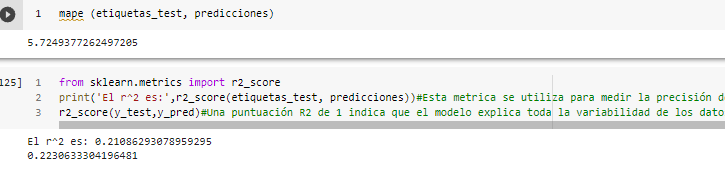 1 mape (etiquetas_test, predicciones)
5.7249377262497205
125] 1 from sklearn.metrics import r2_score
2 print('El r^2 es:',r2_score(etiquetas_test, predicciones))#Esta metrica se utiliza para medir la precisión d
3 r2_score(y_test,y_pred)#Una puntuación R2 de 1 indica que el modelo explica toda la variabilidad de los dato
El r^2 es: 0.21086293078959295
0.2230633304196481